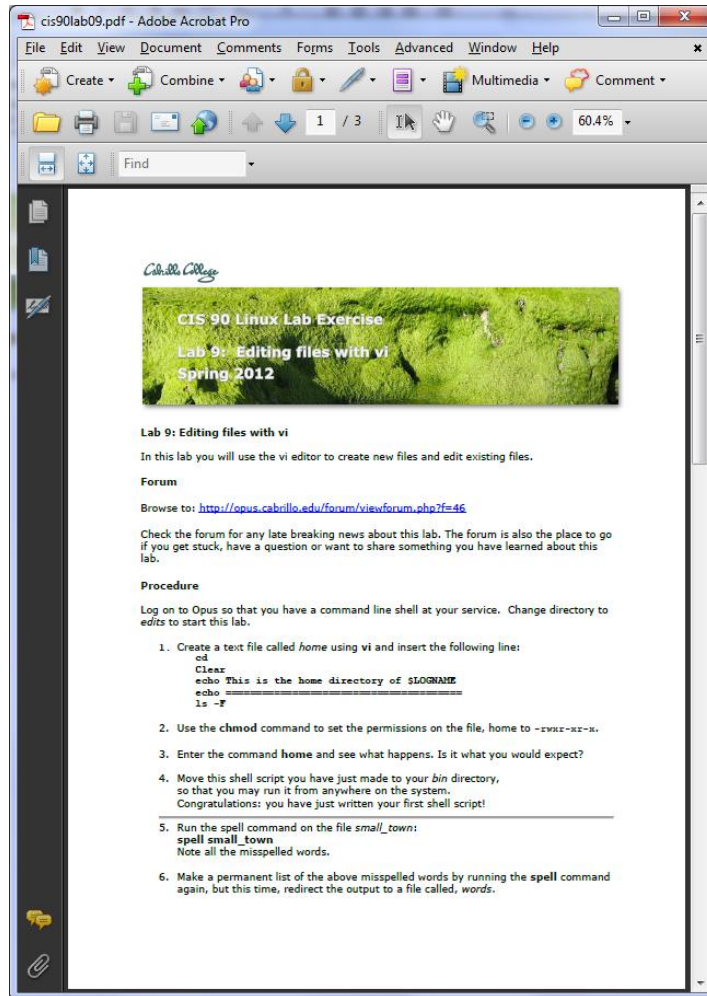 cis90lab09.pdf - Adobe Acrobat Pro
File Edit View Document Comments Forms Tools Advanced Window Help
Create Combine Multimedia Comment
1 / 3 60.4%
Find
Cabrillo College
CIS 90 Linux Lab Exercise
Lab 9: Editing files with vi
Spring 2012
Lab 9: Editing files with vi
In this lab you will use the vi editor to create new files and edit existing files.
Forum
Browse to: http://opus.cabrillo.edu/forum/viewforum.php?f=46
Check the forum for any late breaking news about this lab. The forum is also the place to go
if you get stuck, have a question or want to share something you have learned about this
lab.
Procedure
Log on to Opus so that you have a command line shell at your service. Change directory to
edits to start this lab.
1. Create a text file called home using vi and insert the following line:
cd
Clear
echo This is the home directory of $LOGNAME
echo ======================================
ls -F
2. Use the chmod command to set the permissions on the file, home to -rwxr-xr-x.
3. Enter the command home and see what happens. Is it what you would expect?
4. Move this shell script you have just made to your bin directory,
so that you may run it from anywhere on the system.
Congratulations: you have just written your first shell script!
5. Run the spell command on the file small_town:
spell small_town
Note all the misspelled words.
6. Make a permanent list of the above misspelled words by running the spell command
again, but this time, redirect the output to a file called, words.